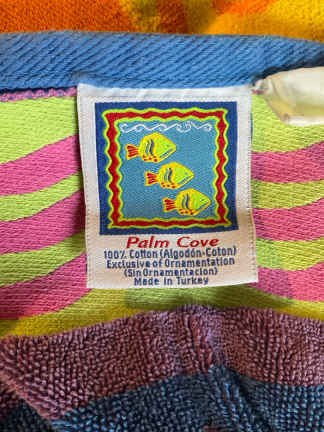 Palm Cove
100% Cotton (Algodón-Coton)
Exclusive of Ornamentation
(Sin Ornamentacion)
Made in Turkey